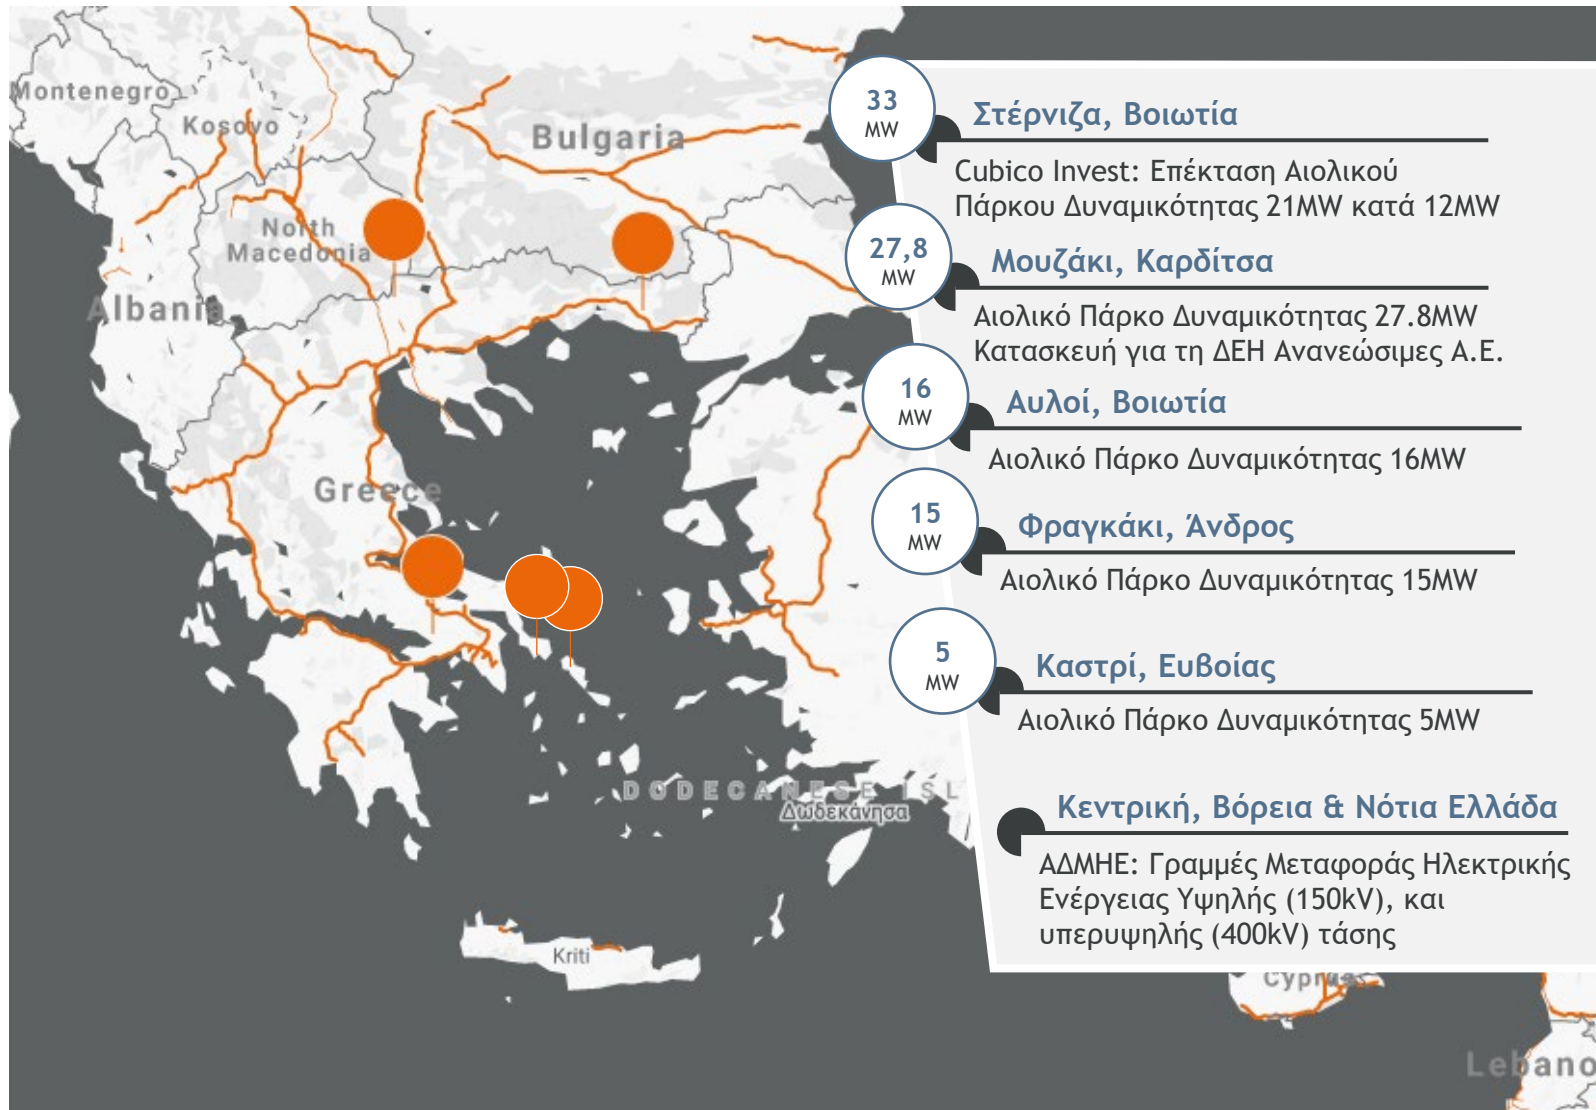 Montenegro
Kosovo
Bulgaria
North
Macedonia
Albania
Greece
DODECANESE ISL
Δωδεκάνησα
Kriti
Cyprus
Lebano
33
MW
Στέρνιζα, Βοιωτία
Cubico Invest: Επέκταση Αιολικού
Πάρκου Δυναμικότητας 21MW κατά 12MW
27,8
MW
Μουζάκι, Καρδίτσα
Αιολικό Πάρκο Δυναμικότητας 27.8MW
Κατασκευή για τη ΔΕΗ Ανανεώσιμες Α.Ε.
16
MW
Αυλοί, Βοιωτία
Αιολικό Πάρκο Δυναμικότητας 16MW
15
MW
Φραγκάκι, Άνδρος
Αιολικό Πάρκο Δυναμικότητας 15MW
5
MW
Καστρί, Ευβοίας
Αιολικό Πάρκο Δυναμικότητας 5MW
Κεντρική, Βόρεια & Νότια Ελλάδα
ΑΔΜΗΕ: Γραμμές Μεταφοράς Ηλεκτρικής
Ενέργειας Υψηλής (150kV), και
υπερυψηλής (400kV) τάσης